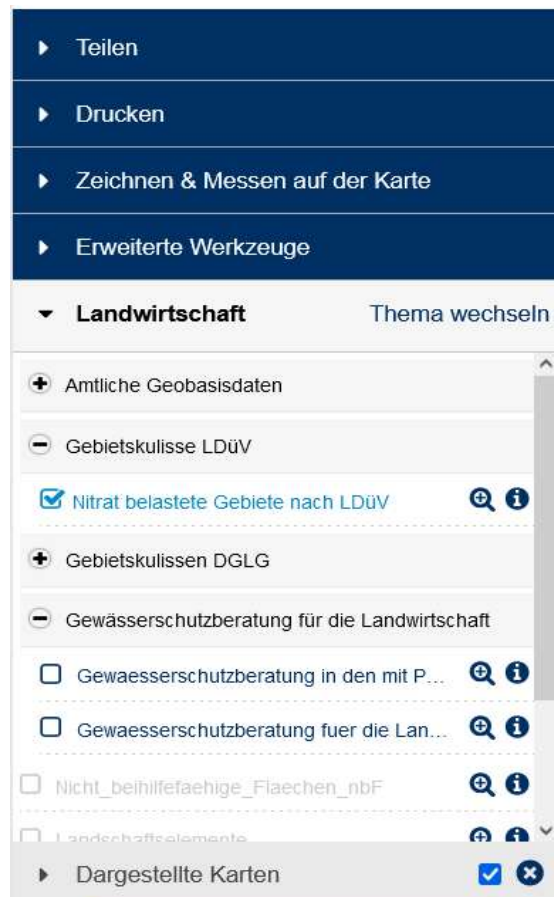 Teilen
Drucken
Zeichnen & Messen auf der Karte
Erweiterte Werkzeuge
Landwirtschaft Thema wechseln
Amtliche Geobasisdaten
Gebietskulisse LDüV
Nitrat belastete Gebiete nach LDüV
Gebietskulissen DGLG
Gewässerschutzberatung für die Landwirtschaft
Gewaesserschutzberatung in den mit P...
Gewaesserschutzberatung fuer die Lan...
Nicht_beihilfefaehige_Flaechen_nbF
Landschaftselemente
Dargestellte Karten